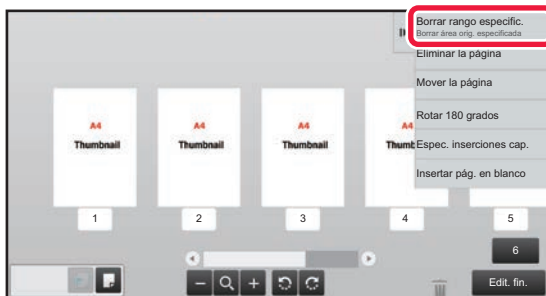 Borrar rango especific.
Borrar área orig. especificada
Eliminar la página
Mover la página
Rotar 180 grados
Espec. inserciones cap.
Insertar pág. en blanco
A4
Thumbnail
A4
Thumbnail
A4
Thumbnail
A4
1
2
3
4
5
6
Edit. fin.